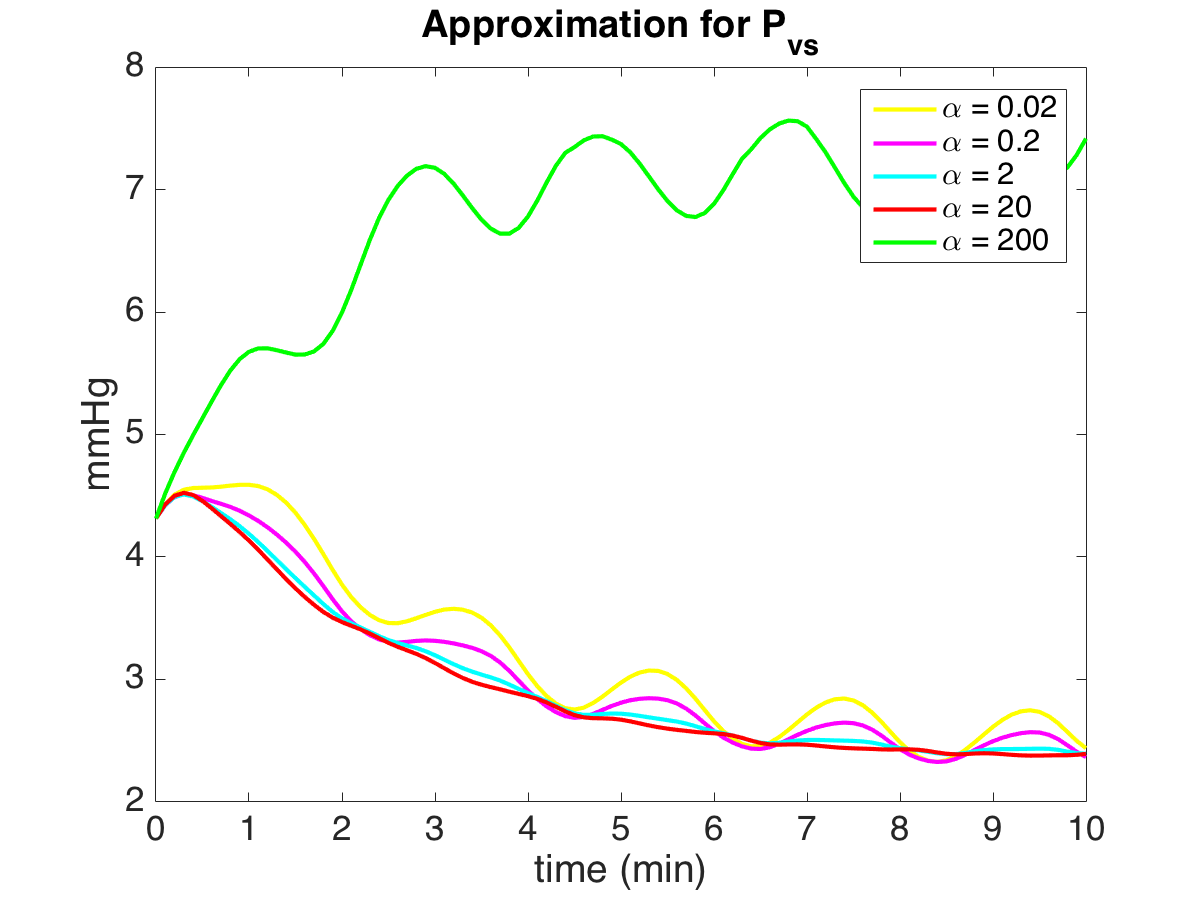 Approximation for P_vs
8
7
6
5
4
3
2
mmHg
α = 0.02
α = 0.2
α = 2
α = 20
α = 200
0 1 2 3 4 5 6 7 8 9 10
time (min)